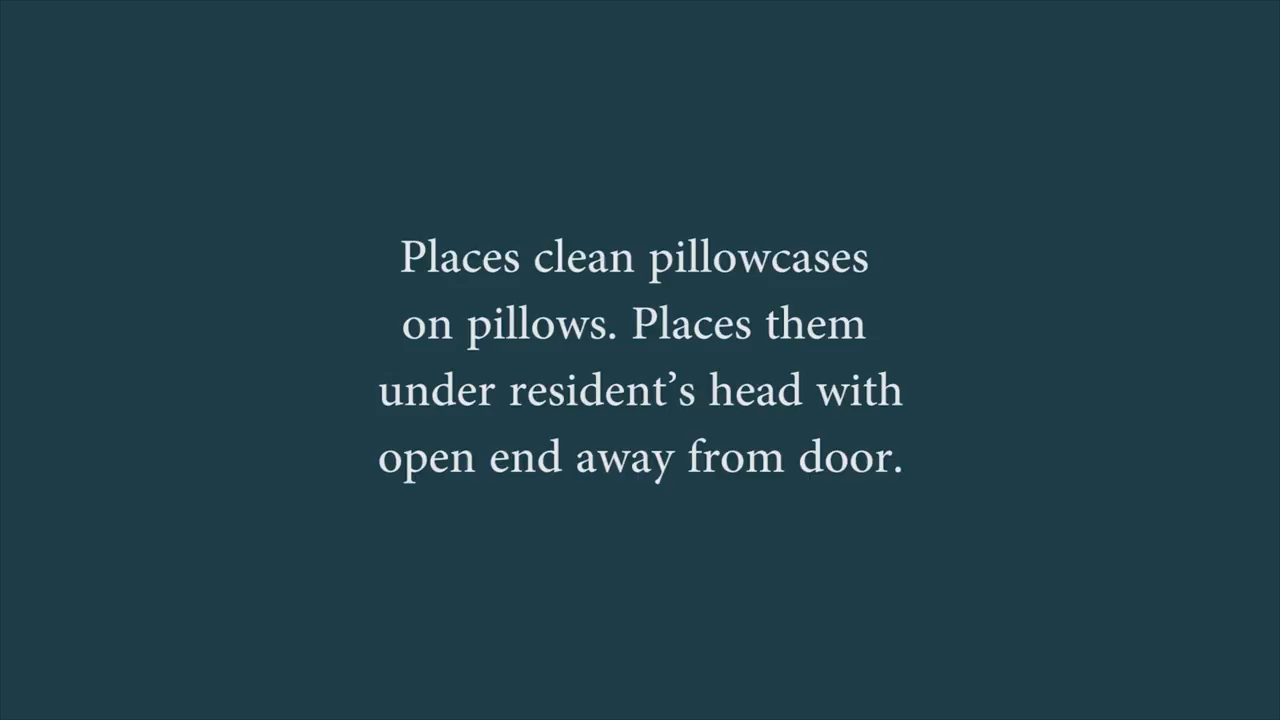 Places clean pillowcases
on pillows. Places them
under resident’s head with
open end away from door.